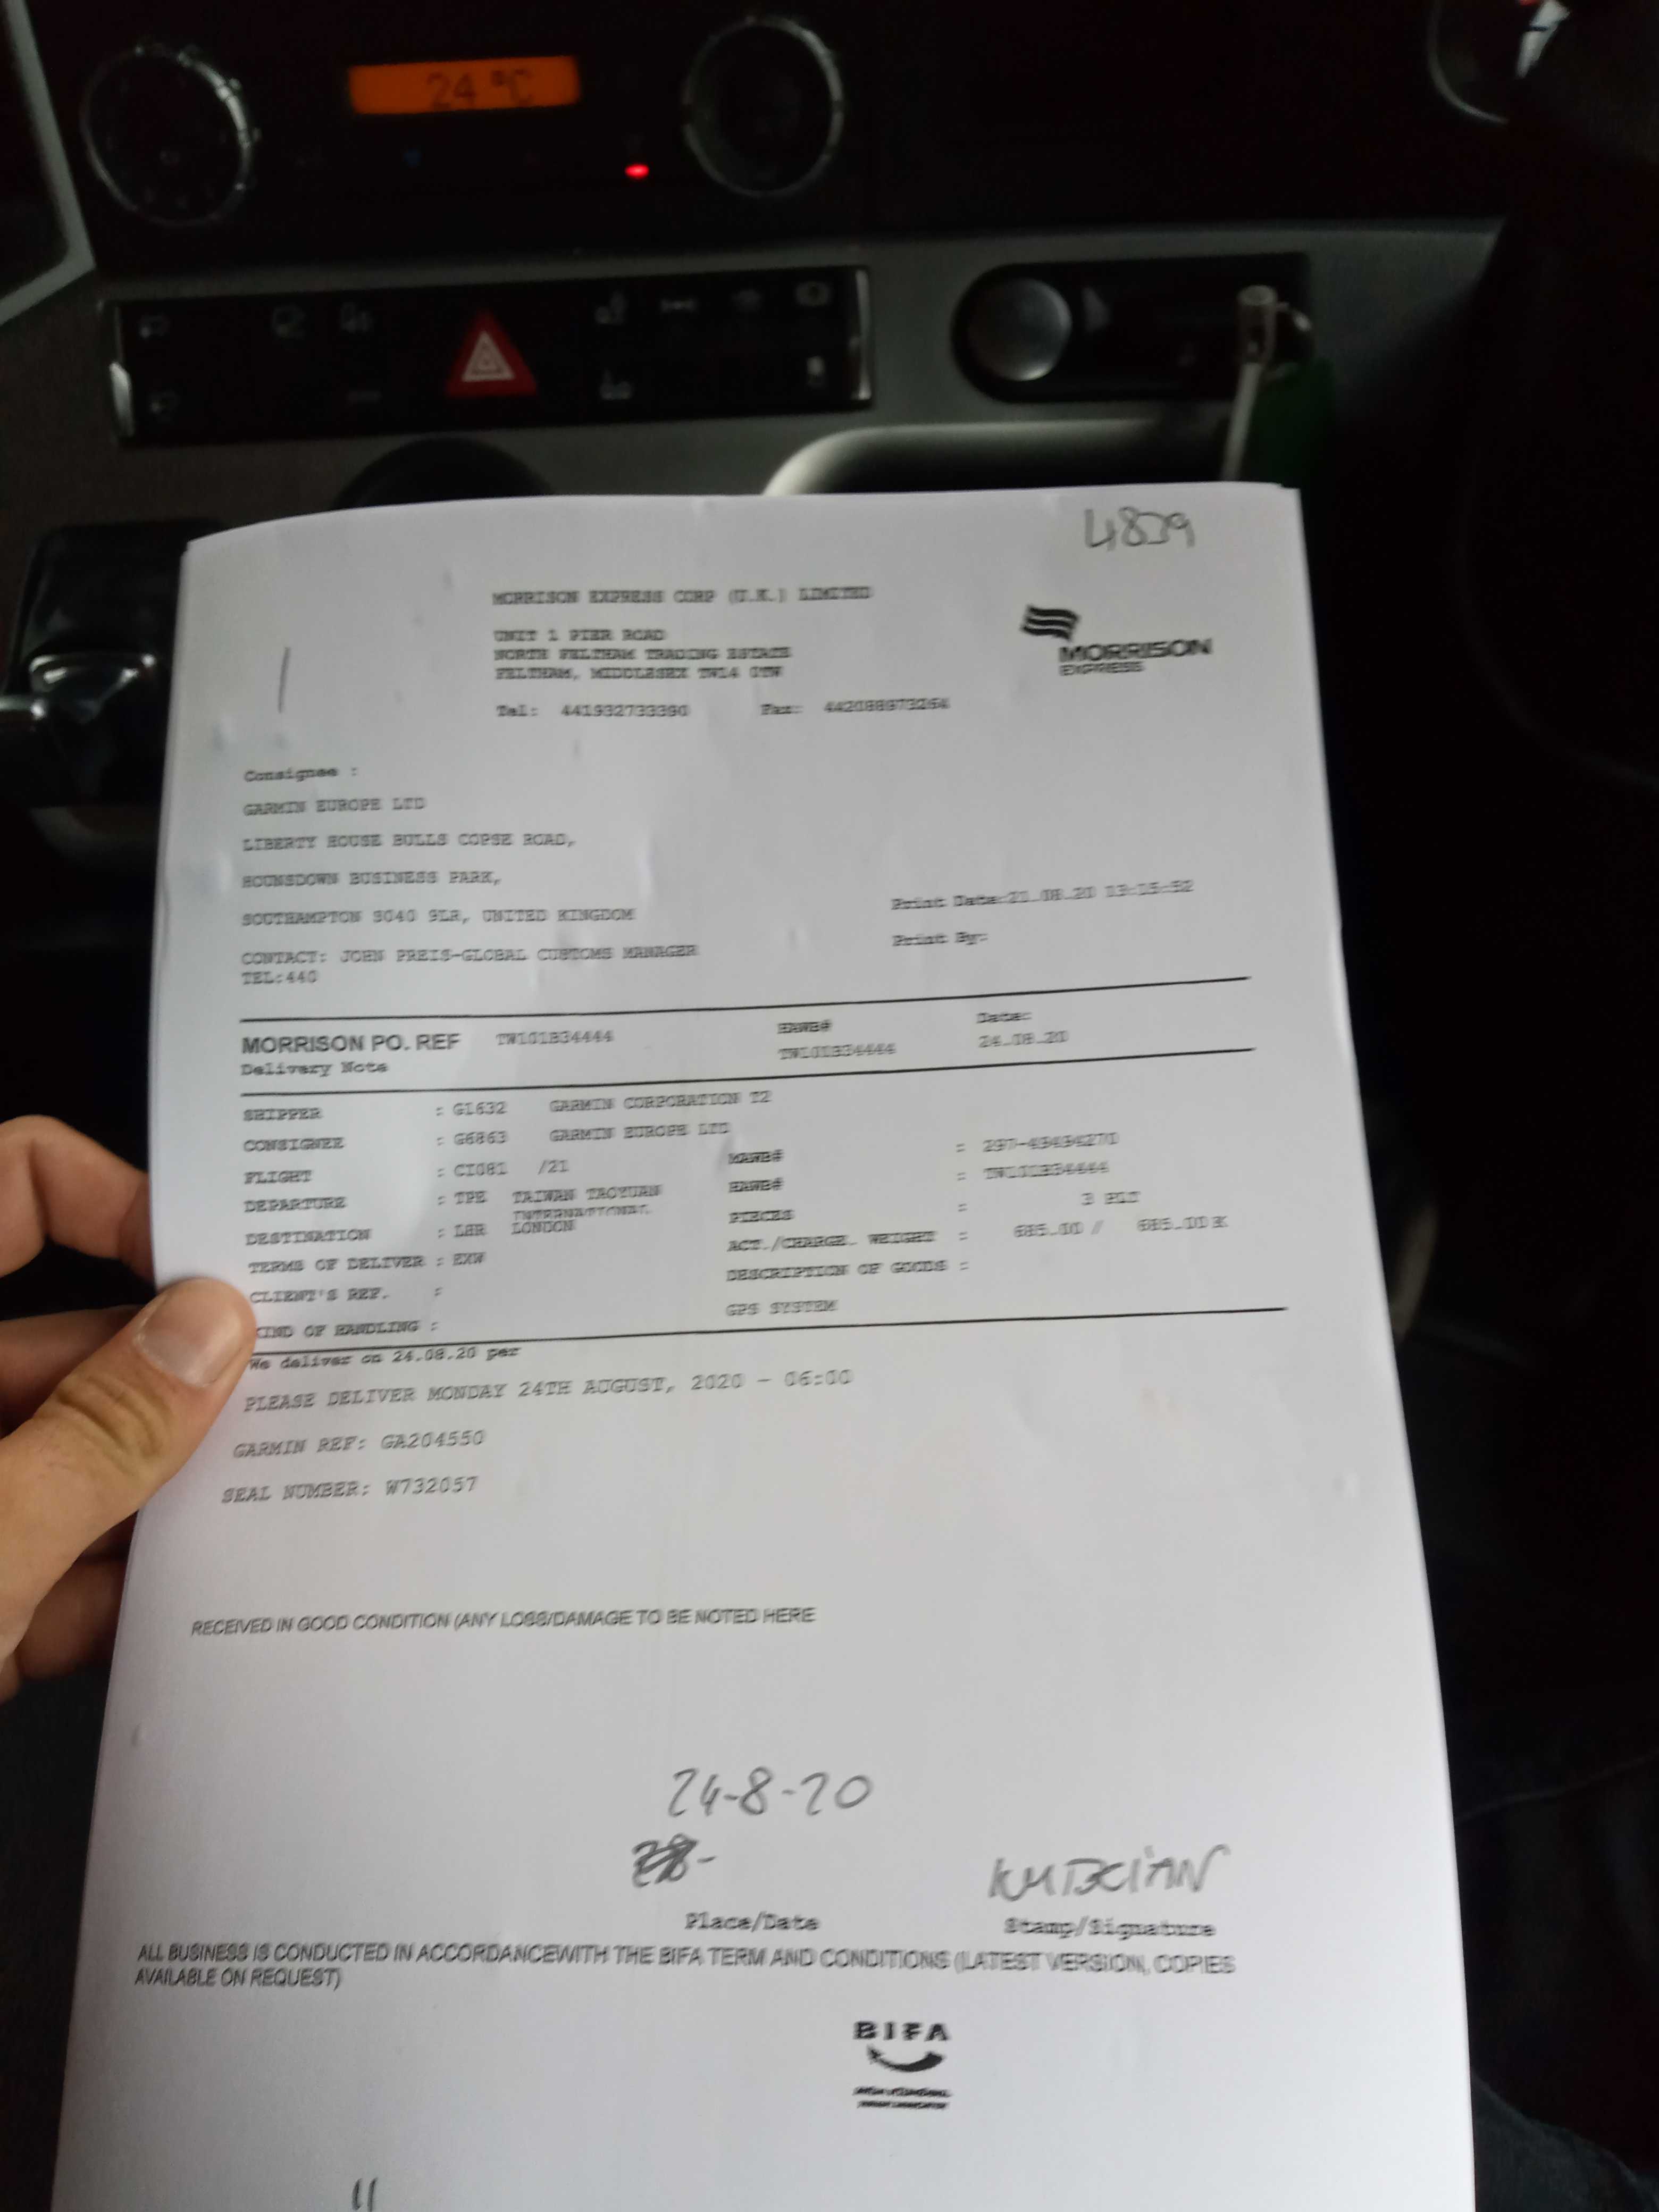 24 °C
4839
MORRISON EXPRESS CORP (U.K.) LIMITED
UNIT 1 PIER ROAD
NORTH FELTHAM TRADING ESTATE
FELTHAM, MIDDLESEX TW14 0TW
MORRISON
EXPRESS
Tel: 441932733390 Fax: 442088973264
Consignee :
GARMIN EUROPE LTD
LIBERTY HOUSE BULLS COPSE ROAD,
HOUNSDOWN BUSINESS PARK,
SOUTHAMPTON SO40 9LR, UNITED KINGDOM
Print Date:21.08.20 13:15:52
Print By:
CONTACT: JOHN PREIS-GLOBAL CUSTOMS MANAGER
TEL:440
MORRISON PO. REF TW101B34444 HAWB# Date:
Delivery Note TW101B34444 24.08.20
SHIPPER : G1632 GARMIN CORPORATION T2
CONSIGNEE : G6863 GARMIN EUROPE LTD
FLIGHT : CI081 /21 MAWB# : 297-43434270
DEPARTURE : TPE TAIWAN TAOYUAN INTERNATIONAL HAWB# : TW101B34444
DESTINATION : LHR LONDON PIECES : 3 PLT
TERMS OF DELIVER : EXW ACT./CHARGE. WEIGHT : 685.00 / 685.00 K
CLIENT'S REF. : DESCRIPTION OF GOODS :
KIND OF HANDLING : GPS SYSTEM
We deliver on 24.08.20 per
PLEASE DELIVER MONDAY 24TH AUGUST, 2020 - 06:00
GARMIN REF: GA204550
SEAL NUMBER: W732057
RECEIVED IN GOOD CONDITION (ANY LOSS/DAMAGE TO BE NOTED HERE
24-8-20
Place/Date Stamp/Signature
ALL BUSINESS IS CONDUCTED IN ACCORDANCEWITH THE BIFA TERM AND CONDITIONS (LATEST VERSION, COPIES
AVAILABLE ON REQUEST)
BIFA